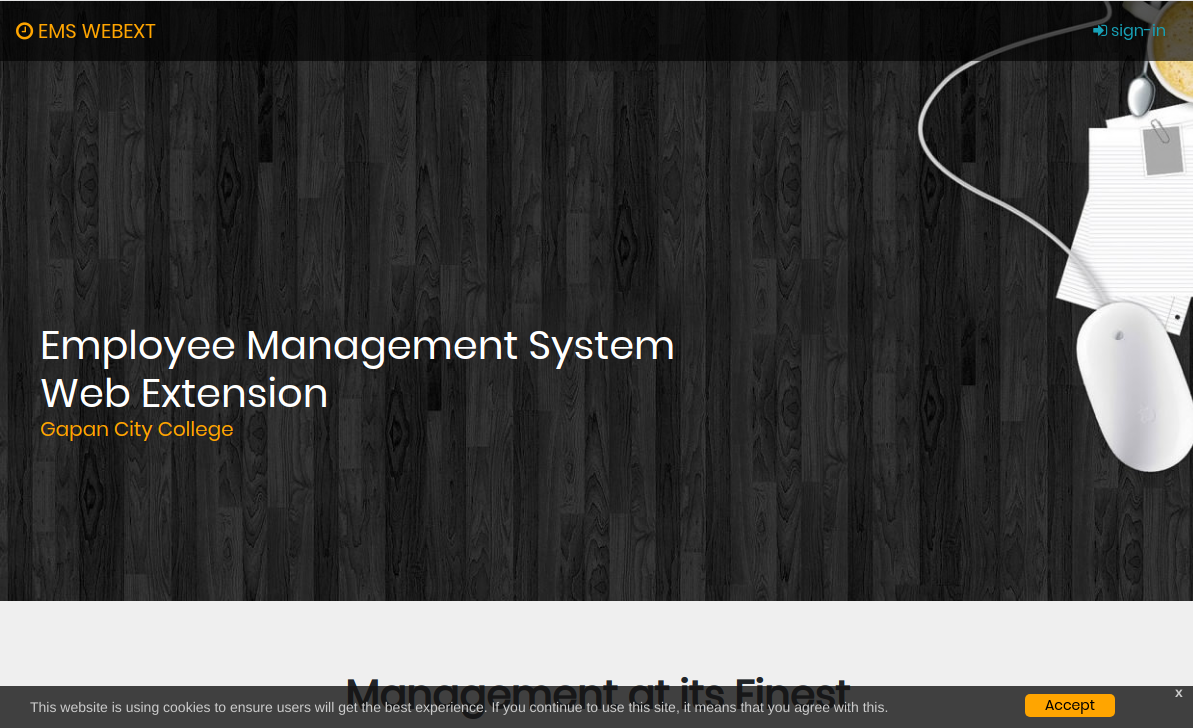 EMS WEBEXT
sign-in
Employee Management System
Web Extension
Gapan City College
Management at its Finest
This website is using cookies to ensure users will get the best experience. If you continue to use this site, it means that you agree with this.
Accept
x